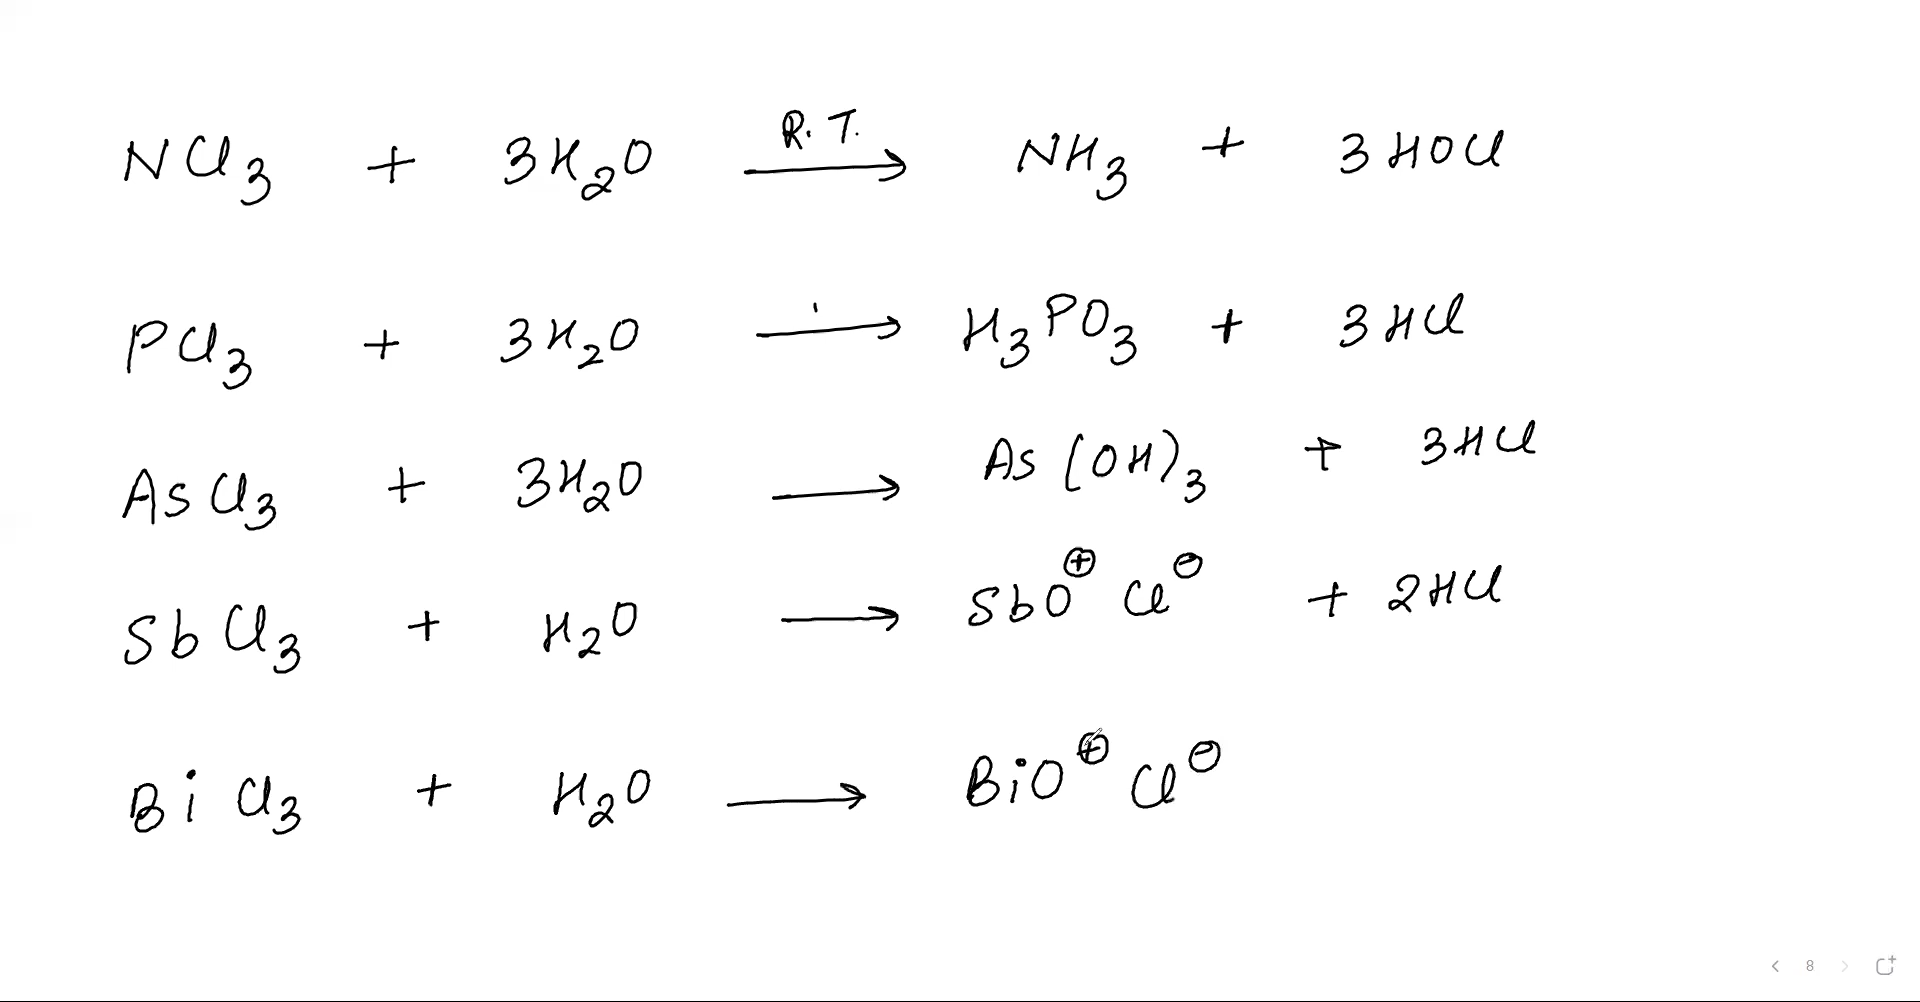 NCl₃ + 3H₂O ⟶ R.T. NH₃ + 3HOCl
PCl₃ + 3H₂O ⟶ H₃PO₃ + 3HCl
AsCl₃ + 3H₂O ⟶ As(OH)₃ + 3HCl
SbCl₃ + H₂O ⟶ SbO⊕ Cl⊖ + 2HCl
BiCl₃ + H₂O ⟶ BiO⊕ Cl⊖
8